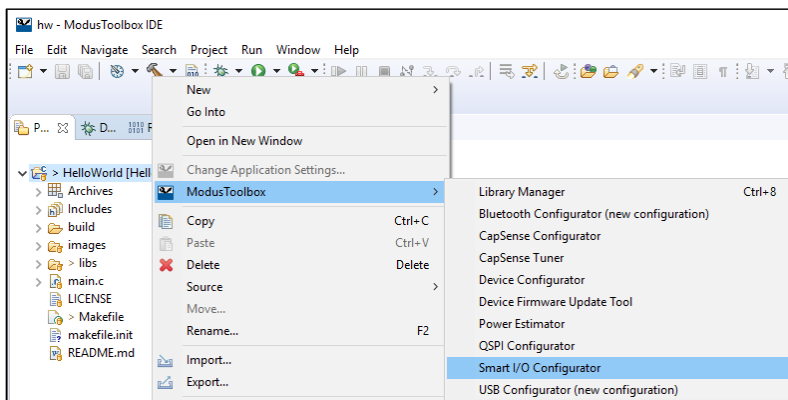 hw - ModusToolbox IDE
File Edit Navigate Search Project Run Window Help
P... D... F
New
Go Into
Open in New Window
Change Application Settings...
ModusToolbox
Copy Ctrl+C
Paste Ctrl+V
Delete Delete
Source
Move...
Rename... F2
Import...
Export...
> HelloWorld [Hell
Archives
Includes
build
images
> libs
main.c
LICENSE
> Makefile
makefile.init
README.md
Library Manager Ctrl+8
Bluetooth Configurator (new configuration)
CapSense Configurator
CapSense Tuner
Device Configurator
Device Firmware Update Tool
Power Estimator
QSPI Configurator
Smart I/O Configurator
USB Configurator (new configuration)